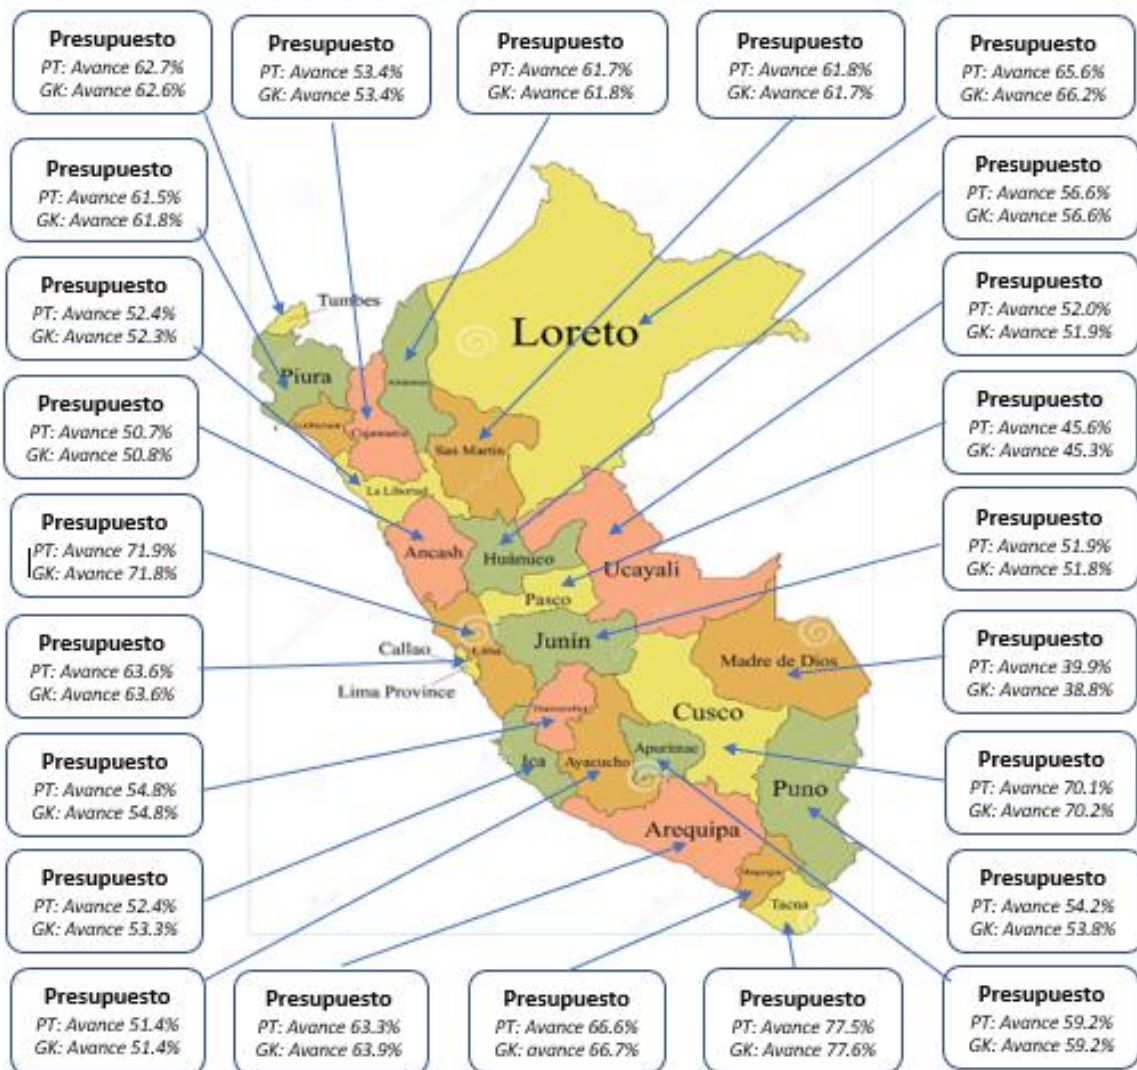 Presupuesto
PT: Avance 62.7%
GK: Avance 62.6%
Presupuesto
PT: Avance 53.4%
GK: Avance 53.4%
Presupuesto
PT: Avance 61.7%
GK: Avance 61.8%
Presupuesto
PT: Avance 61.8%
GK: Avance 61.7%
Presupuesto
PT: Avance 65.6%
GK: Avance 66.2%
Presupuesto
PT: Avance 61.5%
GK: Avance 61.8%
Presupuesto
PT: Avance 56.6%
GK: Avance 56.6%
Presupuesto
PT: Avance 52.4%
GK: Avance 52.3%
Presupuesto
PT: Avance 52.0%
GK: Avance 51.9%
Presupuesto
PT: Avance 50.7%
GK: Avance 50.8%
Presupuesto
PT: Avance 45.6%
GK: Avance 45.3%
Presupuesto
PT: Avance 71.9%
GK: Avance 71.8%
Presupuesto
PT: Avance 51.9%
GK: Avance 51.8%
Presupuesto
PT: Avance 63.6%
GK: Avance 63.6%
Presupuesto
PT: Avance 39.9%
GK: Avance 38.8%
Presupuesto
PT: Avance 54.8%
GK: Avance 54.8%
Presupuesto
PT: Avance 70.1%
GK: Avance 70.2%
Presupuesto
PT: Avance 52.4%
GK: Avance 53.3%
Presupuesto
PT: Avance 54.2%
GK: Avance 53.8%
Presupuesto
PT: Avance 51.4%
GK: Avance 51.4%
Presupuesto
PT: Avance 63.3%
GK: Avance 63.9%
Presupuesto
PT: Avance 66.6%
GK: avance 66.7%
Presupuesto
PT: Avance 77.5%
GK: Avance 77.6%
Presupuesto
PT: Avance 59.2%
GK: Avance 59.2%
Tumbes
Loreto
Piura
Cajamarca
San Martin
La Libertad
Ancash
Huánuco
Ucayali
Pasco
Junín
Callao
Lima
Lima Province
Madre de Dios
Cusco
Ica
Ayacucho
Apurimac
Puno
Arequipa
Tacna